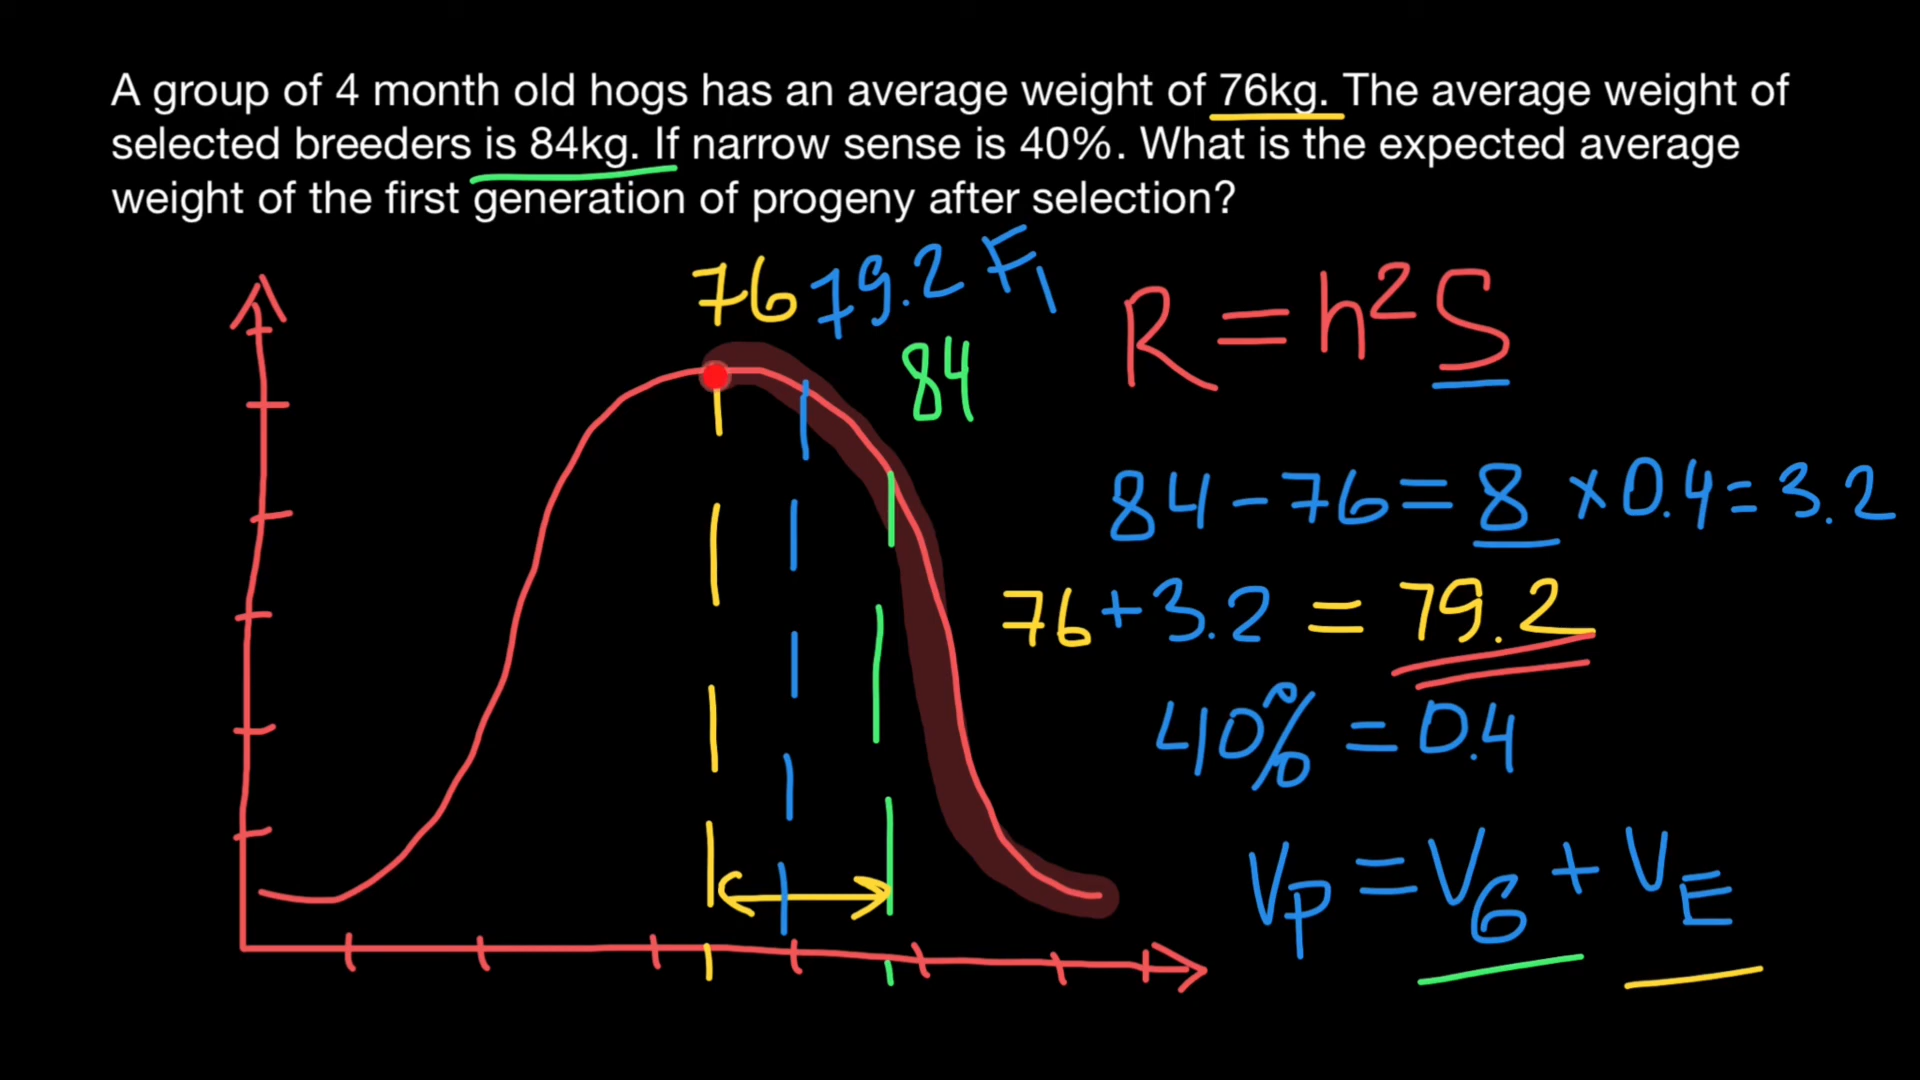 A group of 4 month old hogs has an average weight of 76kg. The average weight of
selected breeders is 84kg. If narrow sense is 40%. What is the expected average
weight of the first generation of progeny after selection?
76 79.2 F₁
84
R = h² S
84 - 76 = 8 × 0.4 = 3.2
76 + 3.2 = 79.2
40% = 0.4
VP = VG + VE